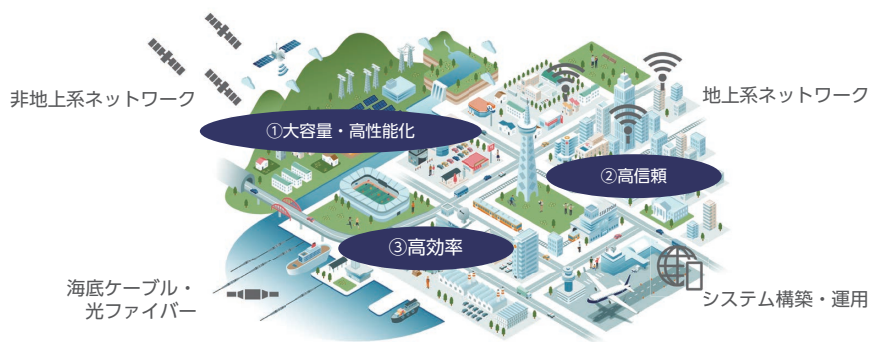 非地上系ネットワーク
地上系ネットワーク
①大容量・高性能化
②高信頼
③高効率
海底ケーブル・
光ファイバー
システム構築・運用